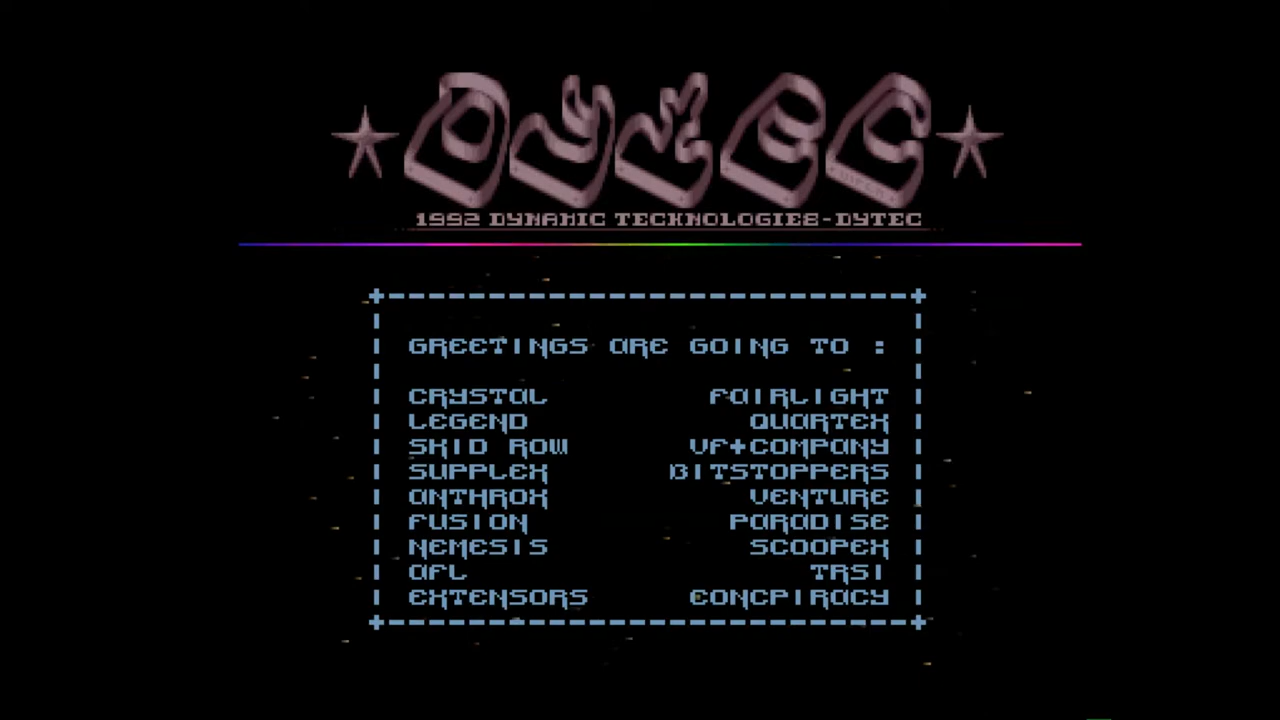 DYTEC
1992 DYNAMIC TECHNOLOGIES-DYTEC
GREETINGS ARE GOING TO :
CRYSTAL FAIRLIGHT
LEGEND QUARTEX
SKID ROW VF+COMPANY
SUPPLEX BITSTOPPERS
ANTHROX VENTURE
FUSION PARADISE
NEMESIS SCOOPEX
AFL TRSI
EXTENSORS CONCPIRACY